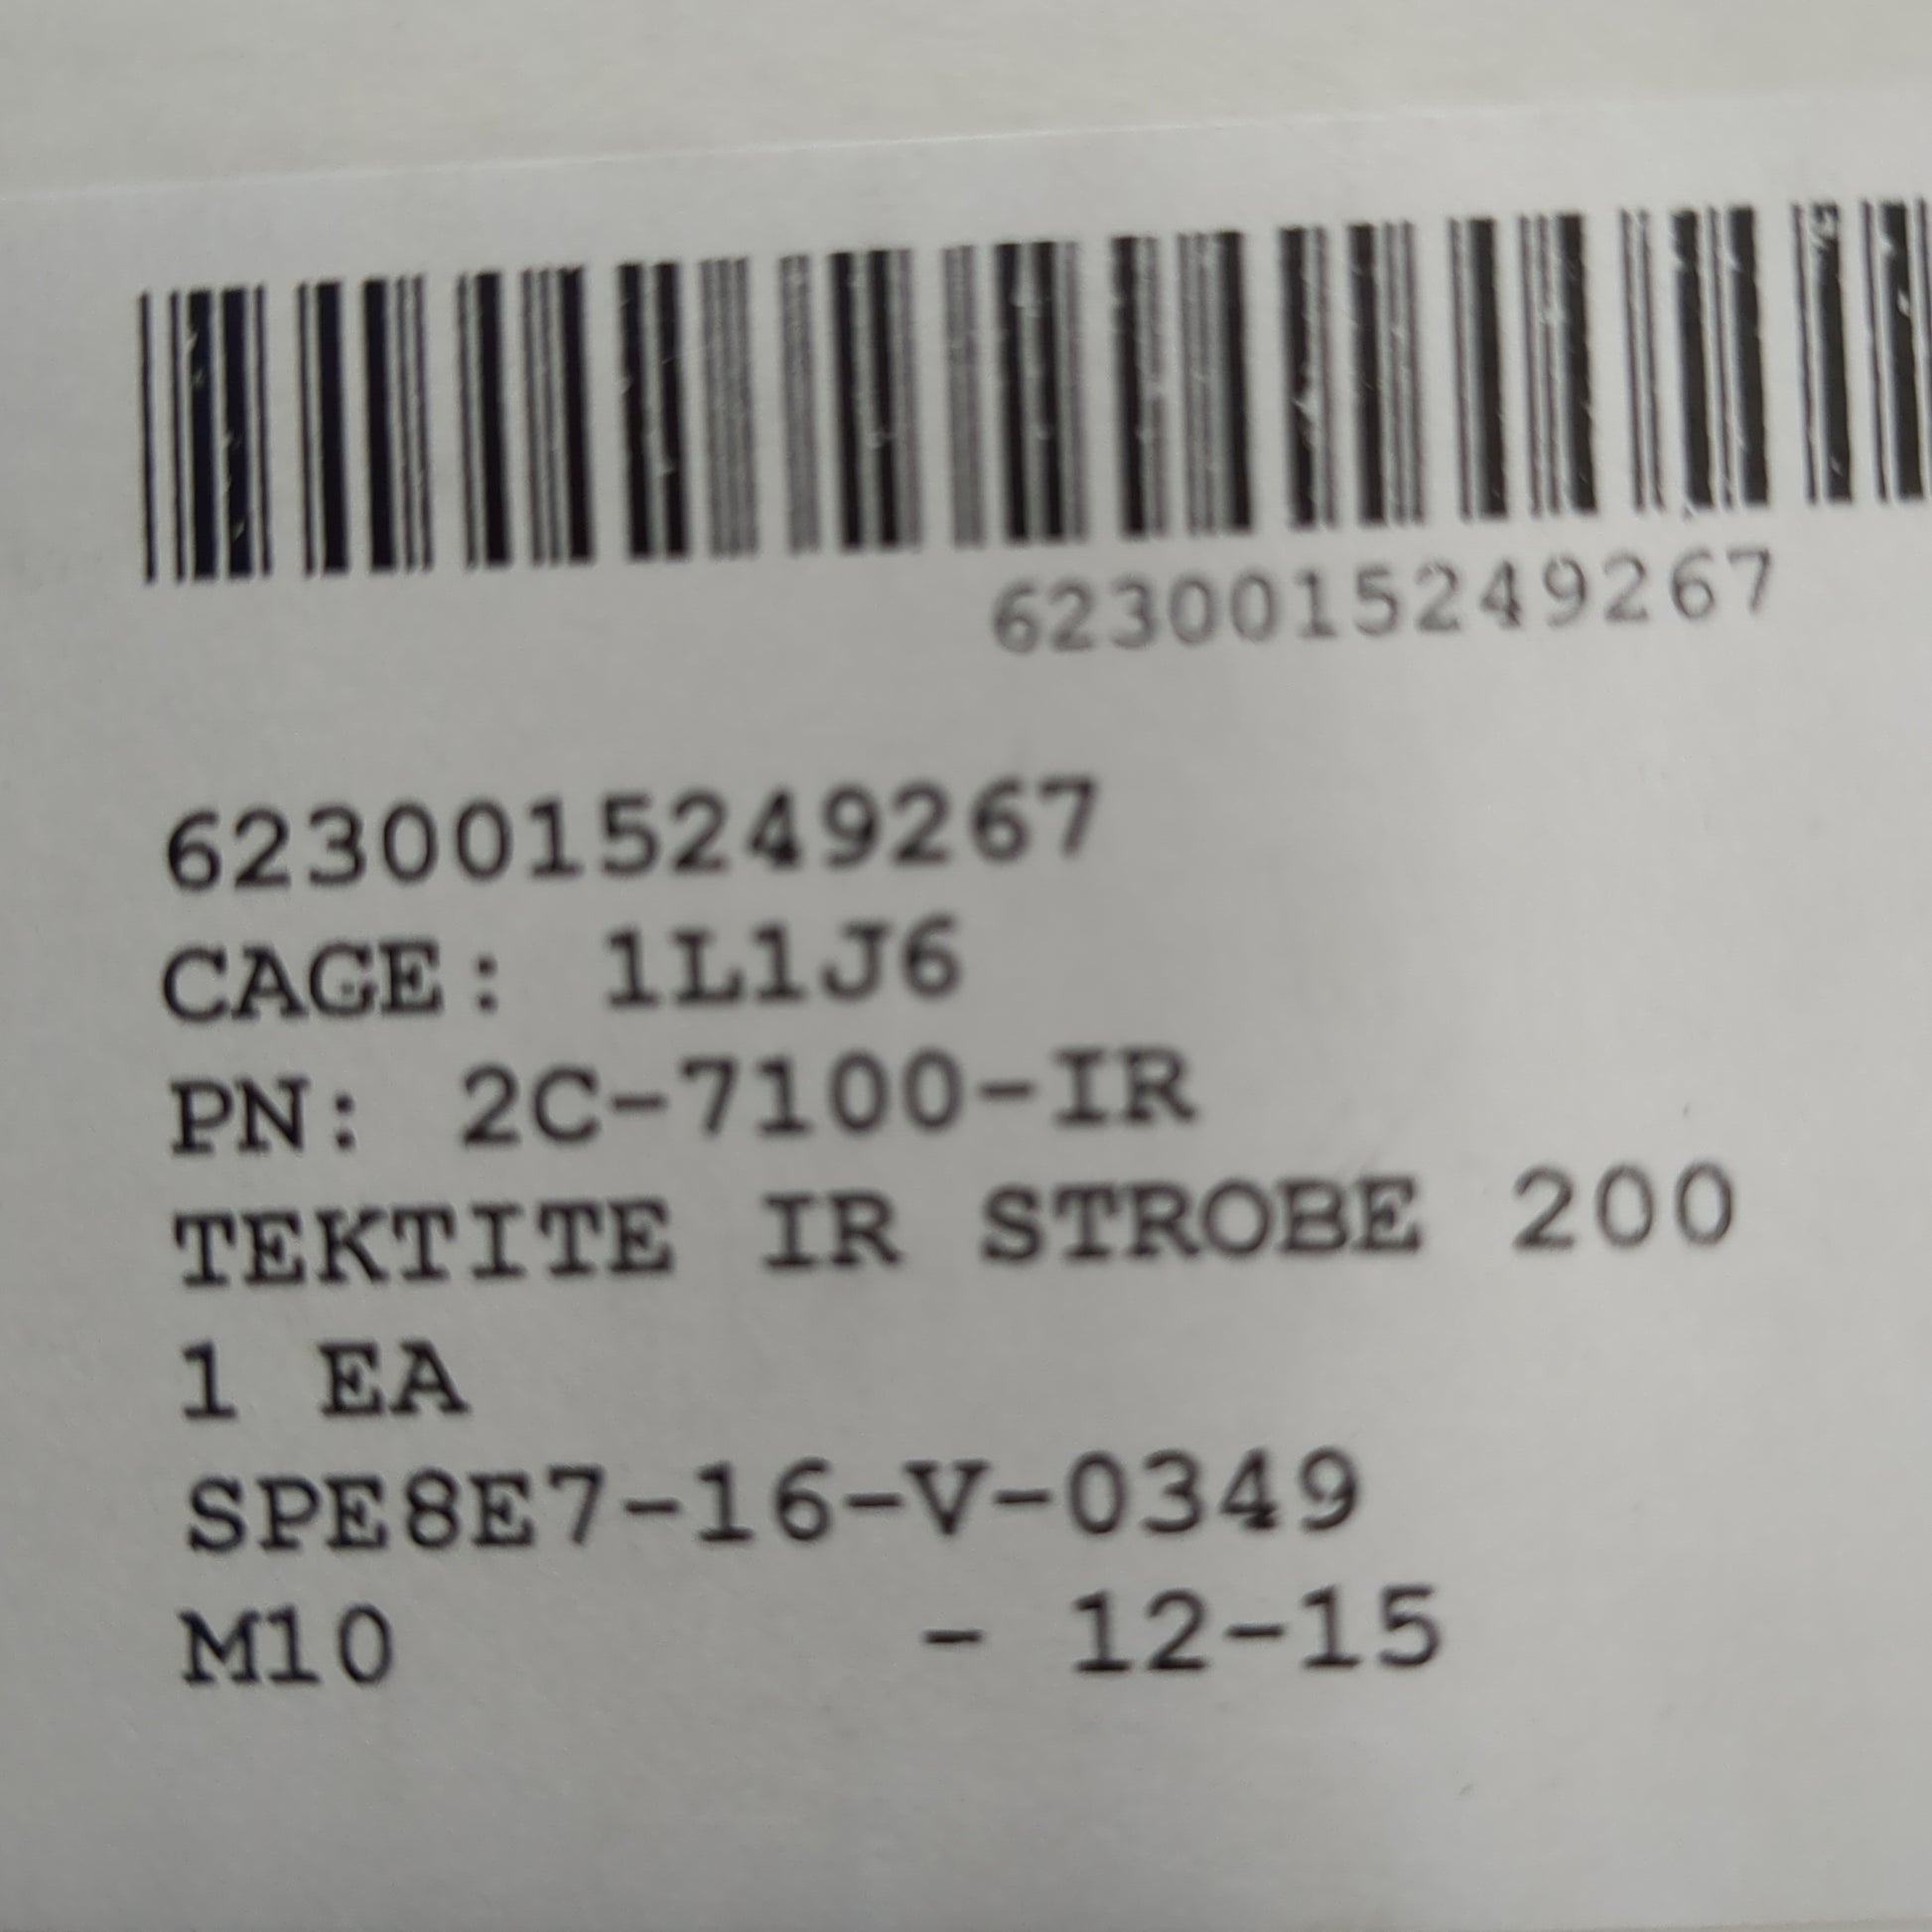 6230015249267
6230015249267
CAGE: 1L1J6
PN: 2C-7100-IR
TEKTITE IR STROBE 200
1 EA
SPE8E7-16-V-0349
M10 - 12-15